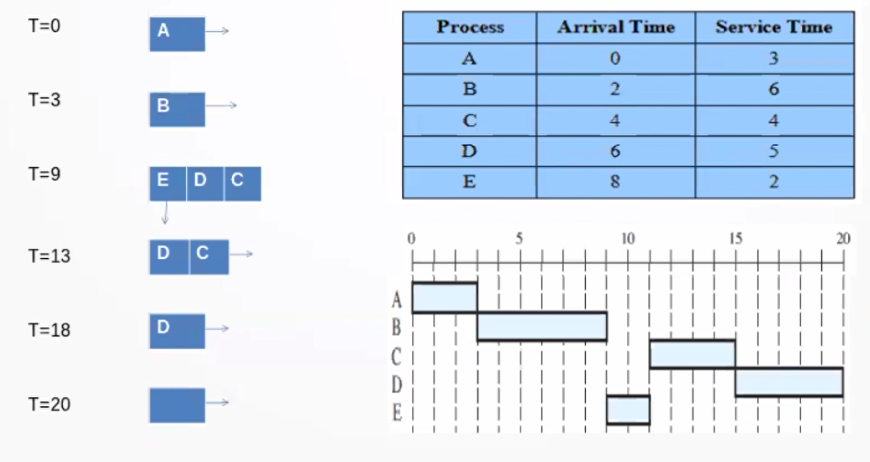 T=0
A
T=3
B
T=9
E D C
T=13
D C
T=18
D
T=20
Process Arrival Time Service Time
A 0 3
B 2 6
C 4 4
D 6 5
E 8 2
0 5 10 15 20
A
B
C
D
E